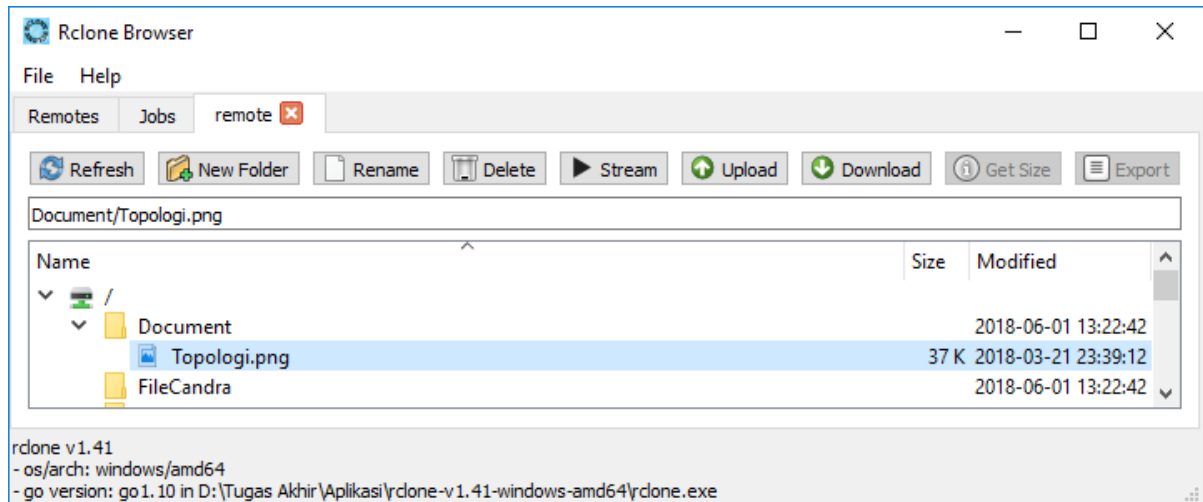 Rclone Browser
File Help
Remotes Jobs remote
Refresh New Folder Rename Delete Stream Upload Download Get Size Export
Document/Topologi.png
Name Size Modified
/
Document 2018-06-01 13:22:42
Topologi.png 37 K 2018-03-21 23:39:12
FileCandra 2018-06-01 13:22:42
rclone v1.41
- os/arch: windows/amd64
- go version: go1.10 in D:\Tugas Akhir\Aplikasi\rclone-v1.41-windows-amd64\rclone.exe